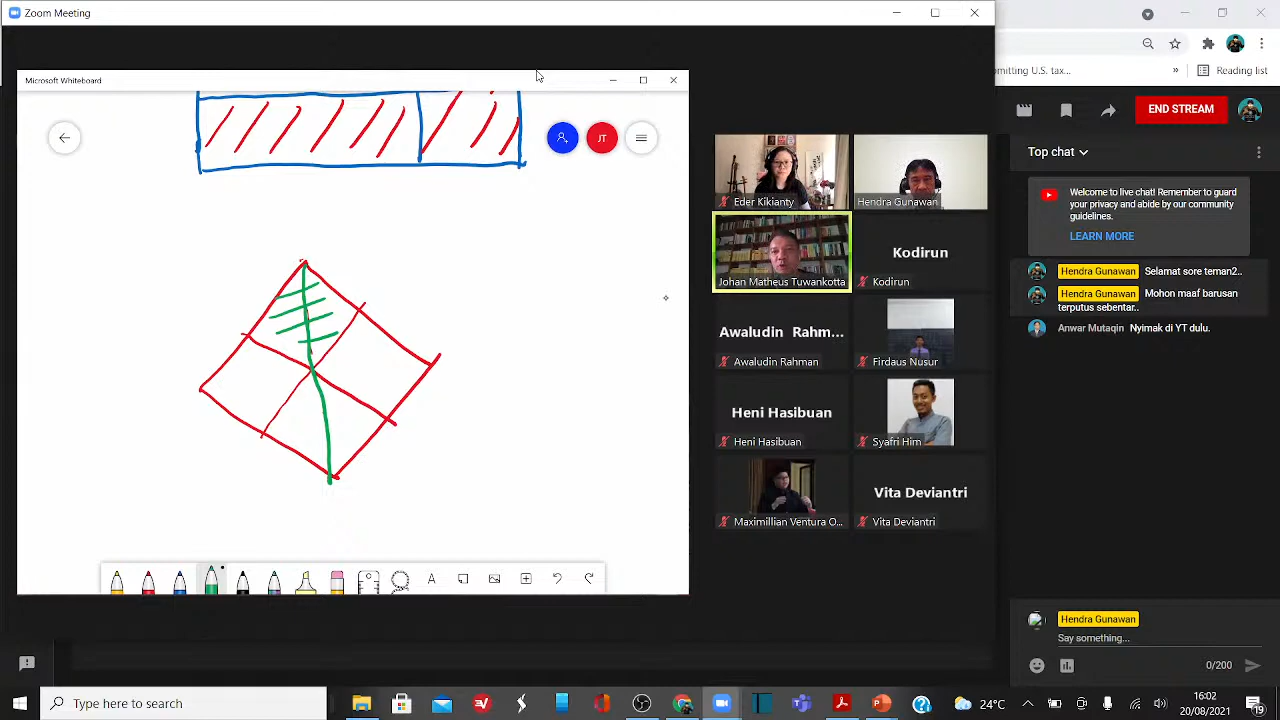 Zoom Meeting
Microsoft Whiteboard
JT
A
Eder Kikianty
Hendra Gunawan
Johan Matheus Tuwankotta
Kodirun
Kodirun
Awaludin Rahm...
Awaludin Rahman
Firdaus Nusur
Heni Hasibuan
Heni Hasibuan
Syafri Him
Maximillian Ventura O...
Vita Deviantri
Vita Deviantri
mitting U.S. tax...
»
Reading list
END STREAM
Top chat
Welcome to live chat! Remember to guard
your privacy and abide by our community
guidelines.
LEARN MORE
Hendra Gunawan Selamat sore teman2...
Hendra Gunawan Mohon maaf barusan
terputus sebentar..
Anwar Mutaqin Nyimak di YT dulu.
Hendra Gunawan
Say something...
0/200
Type here to search
24°C
16:02
20/08/2021
19